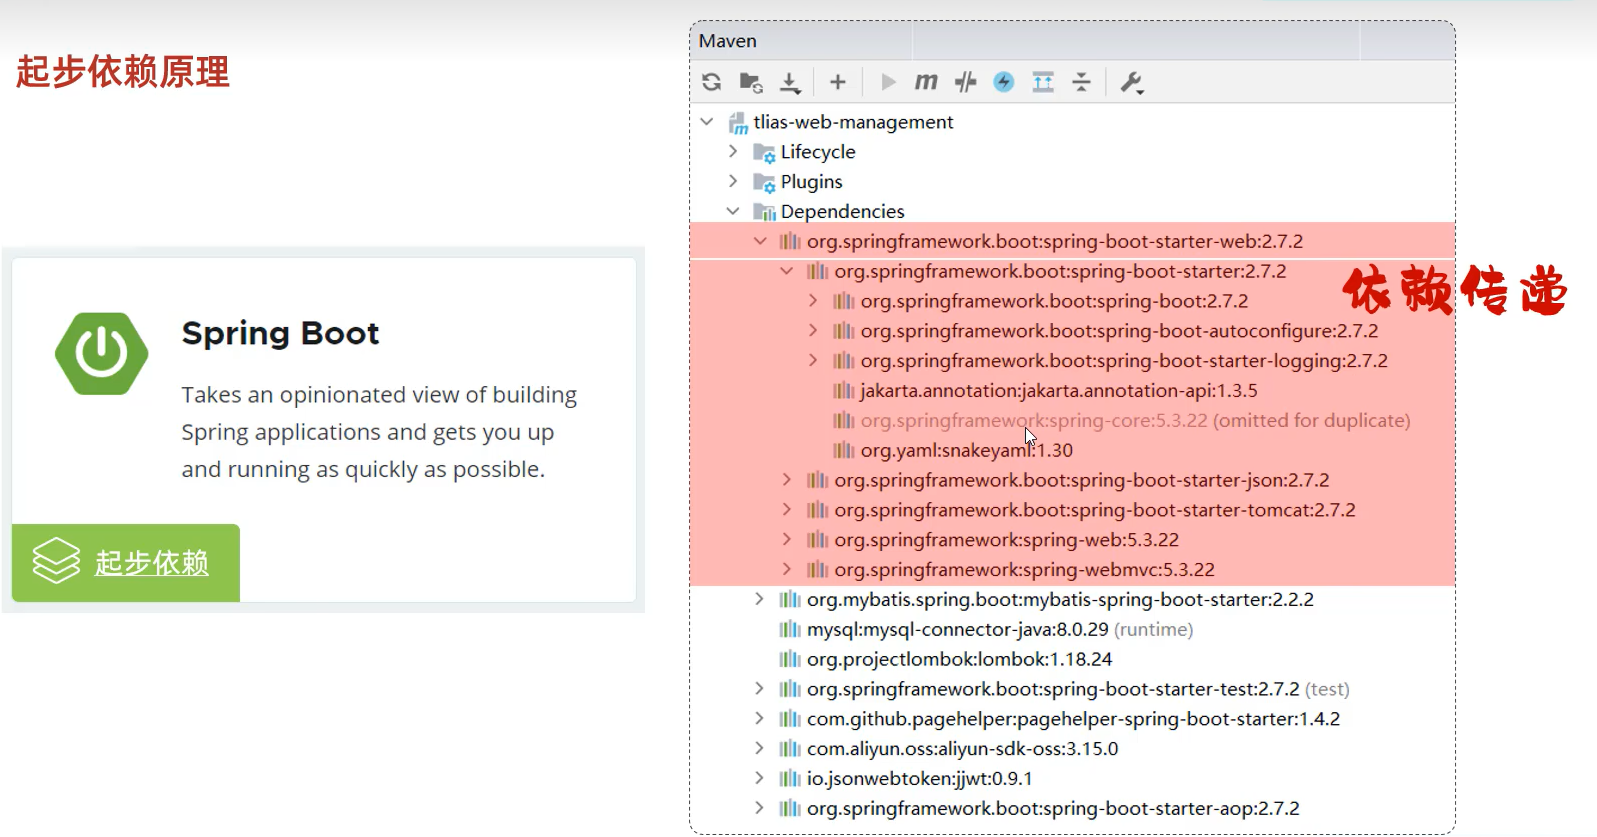 起步依赖原理
Spring Boot
Takes an opinionated view of building
Spring applications and gets you up
and running as quickly as possible.
起步依赖
Maven
tlias-web-management
Lifecycle
Plugins
Dependencies
org.springframework.boot:spring-boot-starter-web:2.7.2
org.springframework.boot:spring-boot-starter:2.7.2
org.springframework.boot:spring-boot:2.7.2
org.springframework.boot:spring-boot-autoconfigure:2.7.2
org.springframework.boot:spring-boot-starter-logging:2.7.2
jakarta.annotation:jakarta.annotation-api:1.3.5
org.springframework:spring-core:5.3.22 (omitted for duplicate)
org.yaml:snakeyaml:1.30
org.springframework.boot:spring-boot-starter-json:2.7.2
org.springframework.boot:spring-boot-starter-tomcat:2.7.2
org.springframework:spring-web:5.3.22
org.springframework:spring-webmvc:5.3.22
org.mybatis.spring.boot:mybatis-spring-boot-starter:2.2.2
mysql:mysql-connector-java:8.0.29 (runtime)
org.projectlombok:lombok:1.18.24
org.springframework.boot:spring-boot-starter-test:2.7.2 (test)
com.github.pagehelper:pagehelper-spring-boot-starter:1.4.2
com.aliyun.oss:aliyun-sdk-oss:3.15.0
io.jsonwebtoken:jjwt:0.9.1
org.springframework.boot:spring-boot-starter-aop:2.7.2
依赖传递